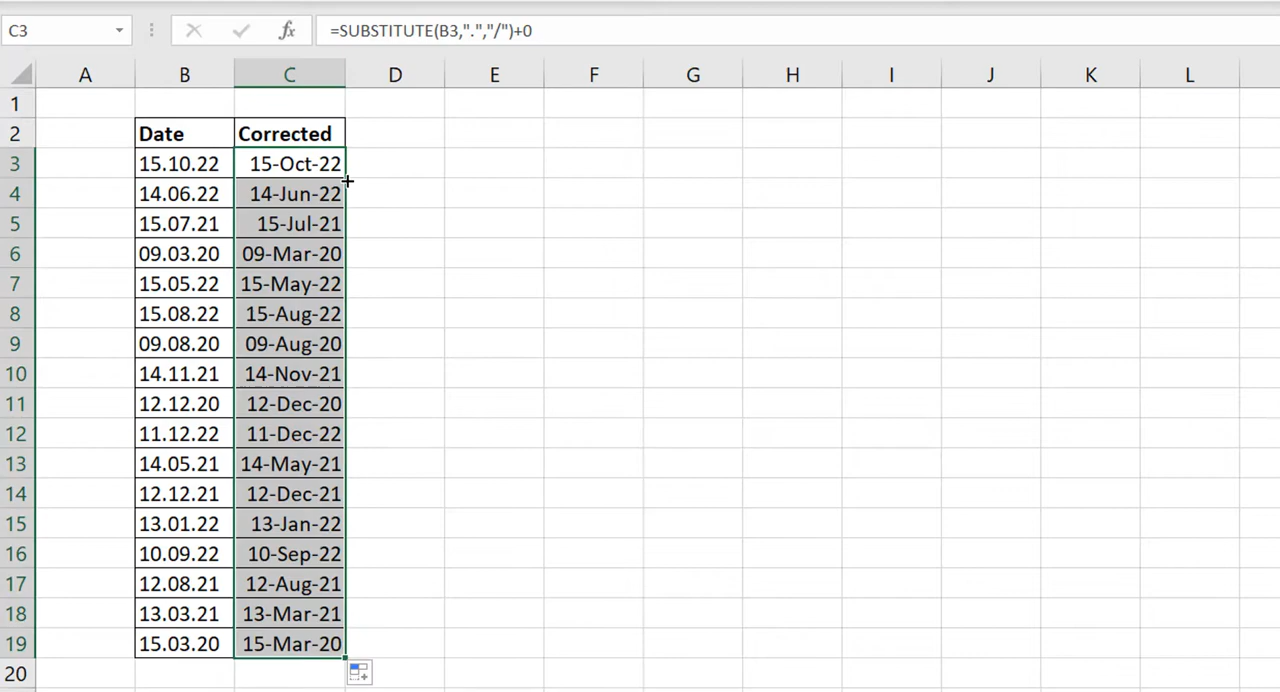 C3 fx =SUBSTITUTE(B3,".","/")+0
A B C D E F G H I J K L
1
2 Date Corrected
3 15.10.22 15-Oct-22
4 14.06.22 14-Jun-22
5 15.07.21 15-Jul-21
6 09.03.20 09-Mar-20
7 15.05.22 15-May-22
8 15.08.22 15-Aug-22
9 09.08.20 09-Aug-20
10 14.11.21 14-Nov-21
11 12.12.20 12-Dec-20
12 11.12.22 11-Dec-22
13 14.05.21 14-May-21
14 12.12.21 12-Dec-21
15 13.01.22 13-Jan-22
16 10.09.22 10-Sep-22
17 12.08.21 12-Aug-21
18 13.03.21 13-Mar-21
19 15.03.20 15-Mar-20
20